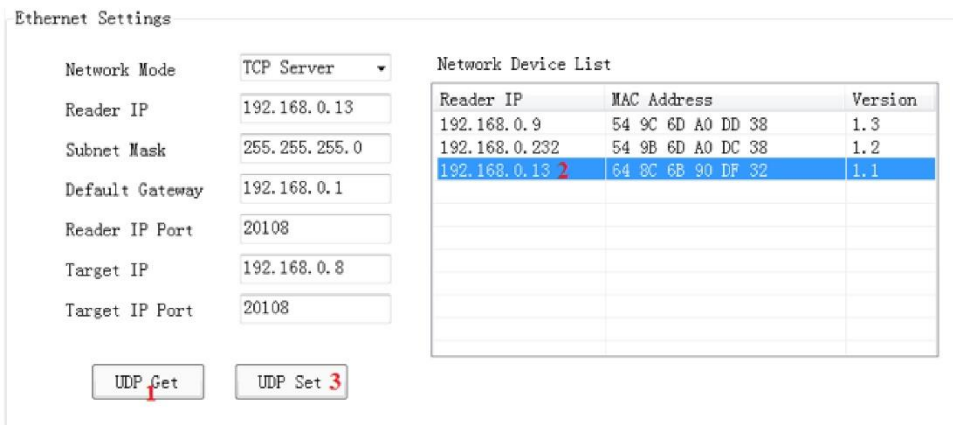 Ethernet Settings
Network Mode TCP Server
Reader IP 192.168.0.13
Subnet Mask 255.255.255.0
Default Gateway 192.168.0.1
Reader IP Port 20108
Target IP 192.168.0.8
Target IP Port 20108
UDP Get 1
UDP Set 3
Network Device List
Reader IP MAC Address Version
192.168.0.9 54 9C 6D A0 DD 38 1.3
192.168.0.232 54 9B 6D A0 DC 38 1.2
192.168.0.13 2 64 8C 6B 90 DF 32 1.1